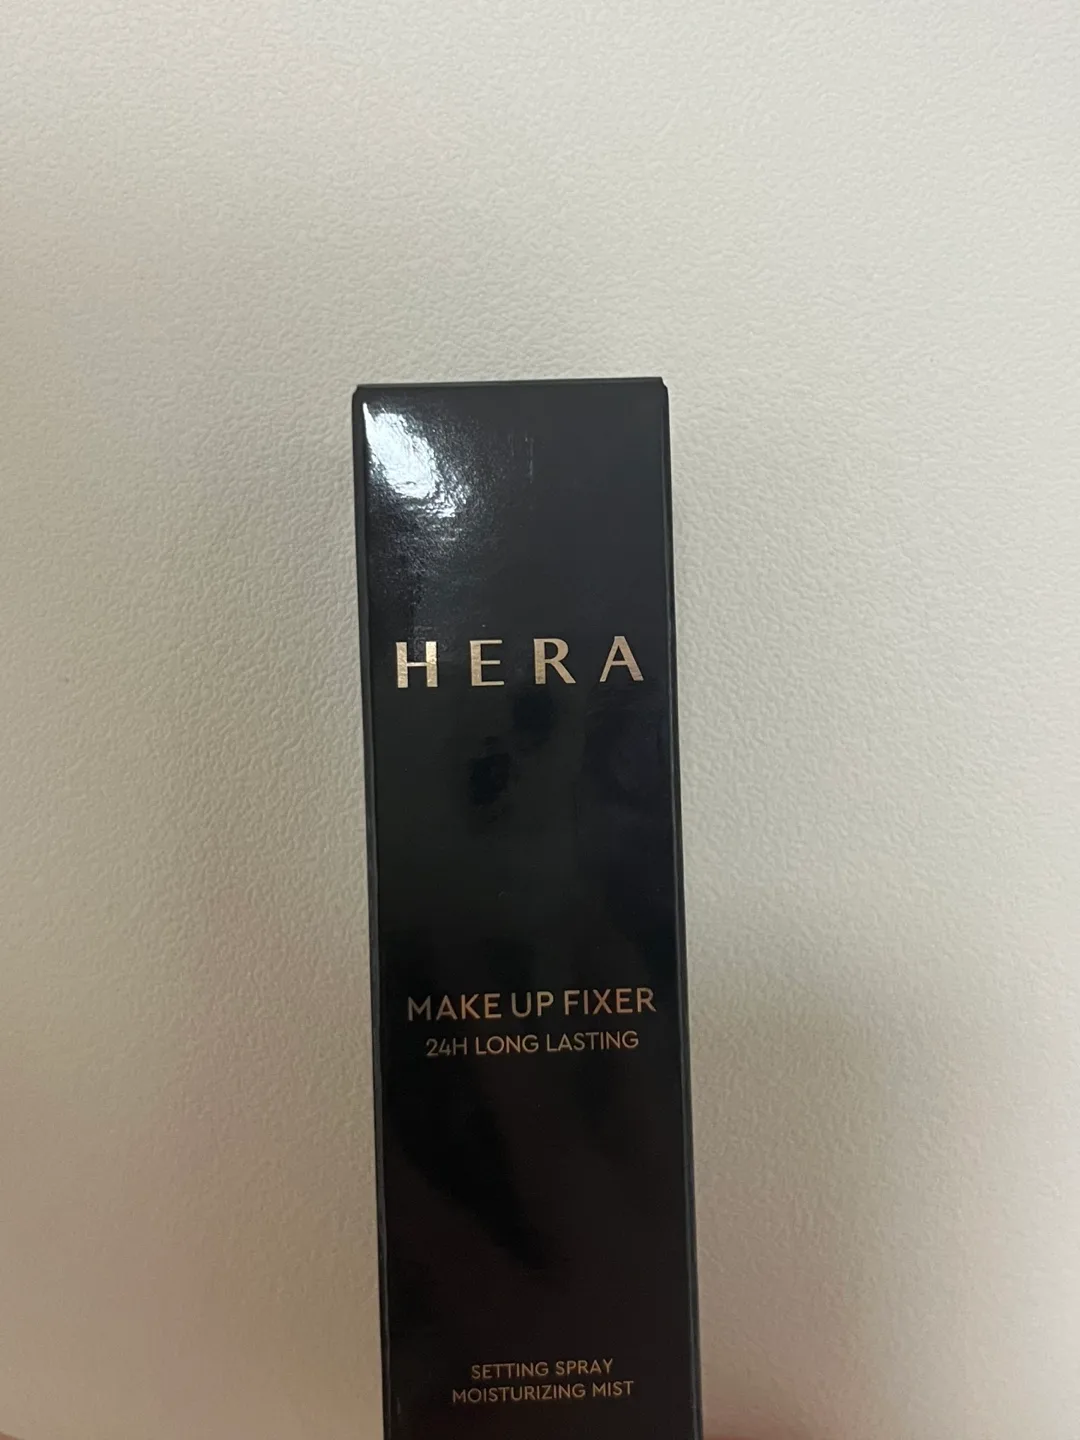 HERA
MAKE UP FIXER
24H LONG LASTING
SETTING SPRAY
MOISTURIZING MIST